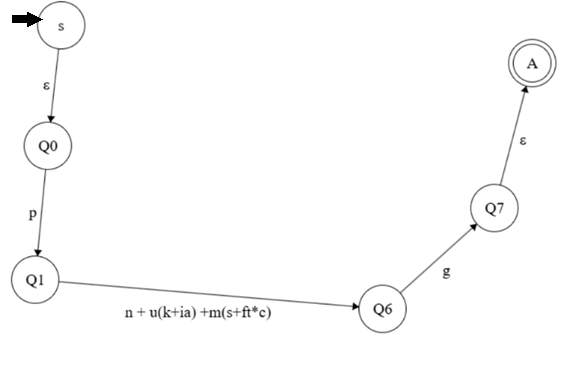 s
A
ε
ε
Q0
p
Q7
g
Q1
n + u(k+ia) +m(s+ft*c)
Q6